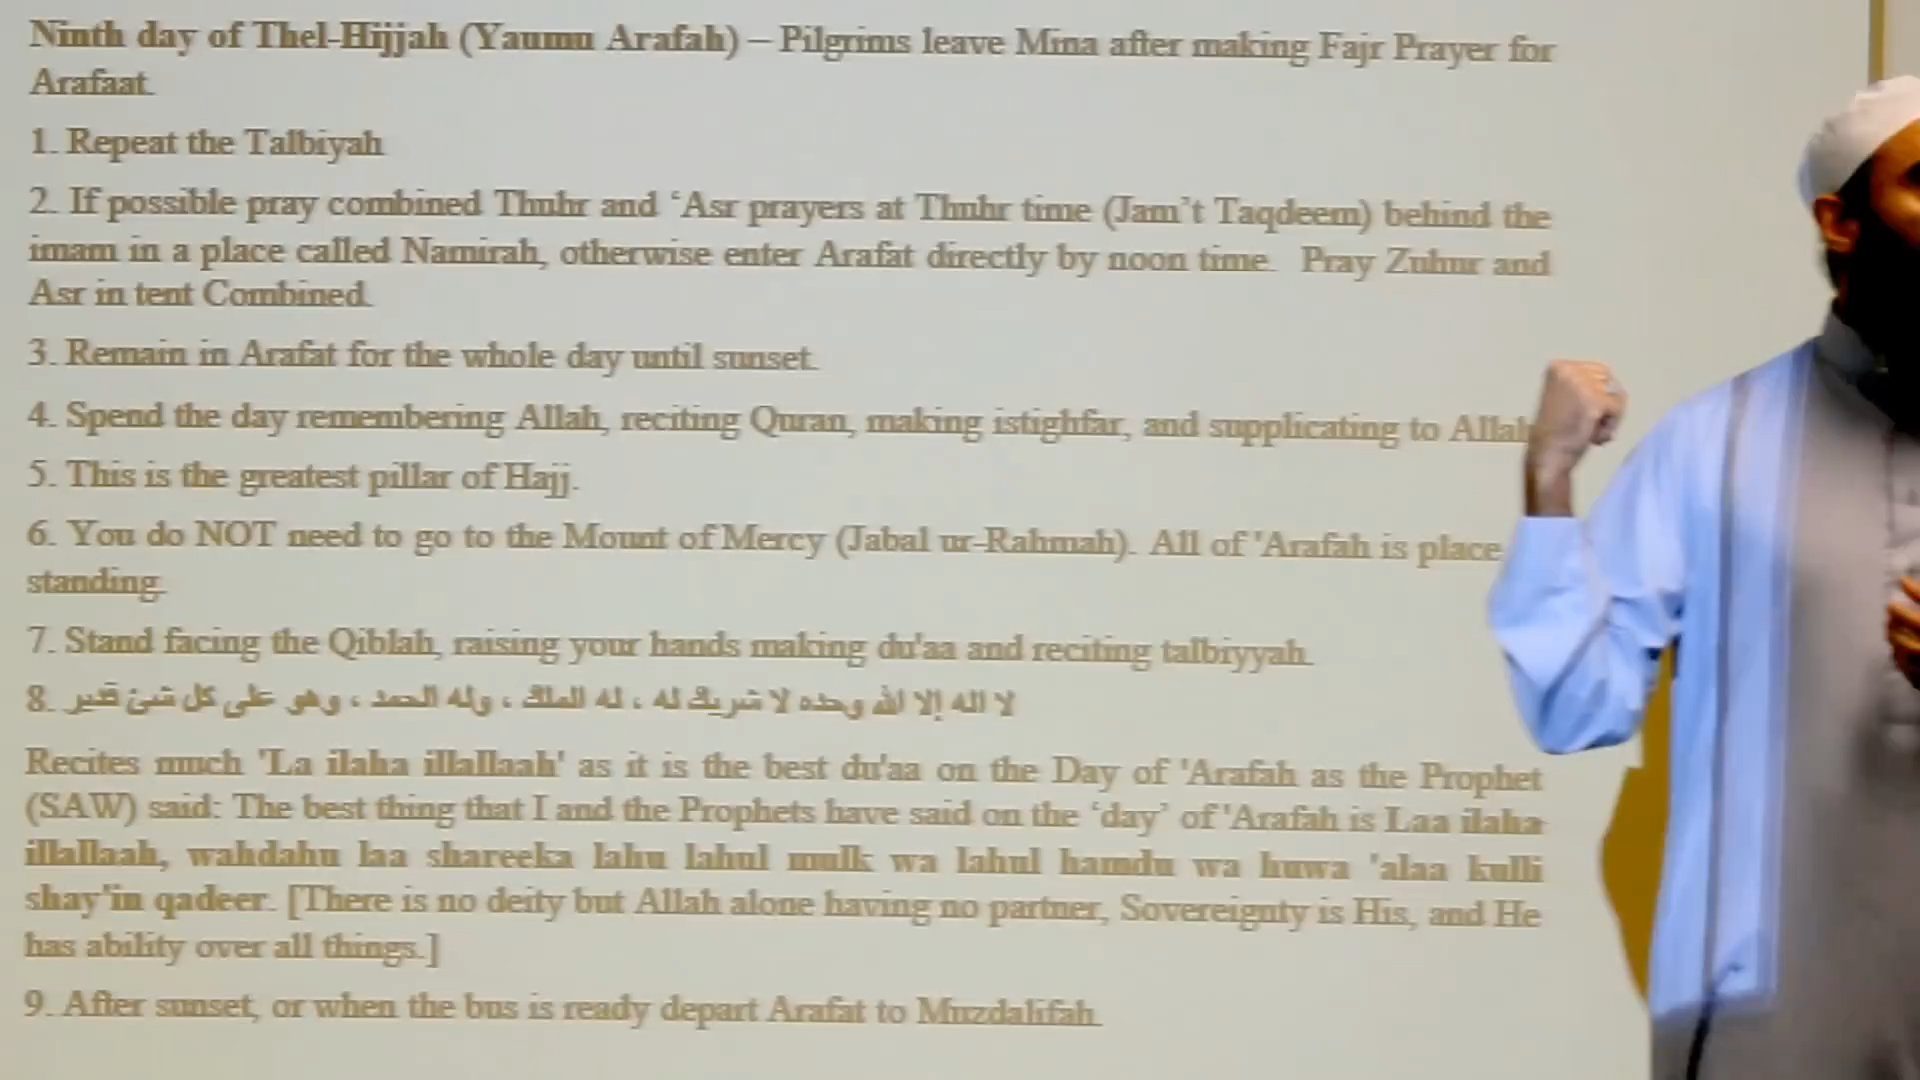 Ninth day of Thel-Hijjah (Yaumu Arafah) – Pilgrims leave Mina after making Fajr Prayer for
Arafaat.
1. Repeat the Talbiyah
2. If possible pray combined Thuhr and ‘Asr prayers at Thuhr time (Jam’t Taqdeem) behind the
imam in a place called Namirah, otherwise enter Arafat directly by noon time. Pray Zuhur and
Asr in tent Combined.
3. Remain in Arafat for the whole day until sunset.
4. Spend the day remembering Allah, reciting Quran, making istighfar, and supplicating to Allah
5. This is the greatest pillar of Hajj.
6. You do NOT need to go to the Mount of Mercy (Jabal ur-Rahmah). All of 'Arafah is place
standing.
7. Stand facing the Qiblah, raising your hands making du'aa and reciting talbiyyah.
8. لا اله إلا الله وحده لا شريك له ، له الملك ، وله الحمد ، وهو على كل شئ قدير
Recites much 'La ilaha illallaah' as it is the best du'aa on the Day of 'Arafah as the Prophet
(SAW) said: The best thing that I and the Prophets have said on the ‘day’ of 'Arafah is Laa ilaha
illallaah, wahdahu laa shareeka lahu lahul mulk wa lahul hamdu wa huwa 'alaa kulli
shay'in qadeer. [There is no deity but Allah alone having no partner, Sovereignty is His, and He
has ability over all things.]
9. After sunset, or when the bus is ready depart Arafat to Muzdalifah.